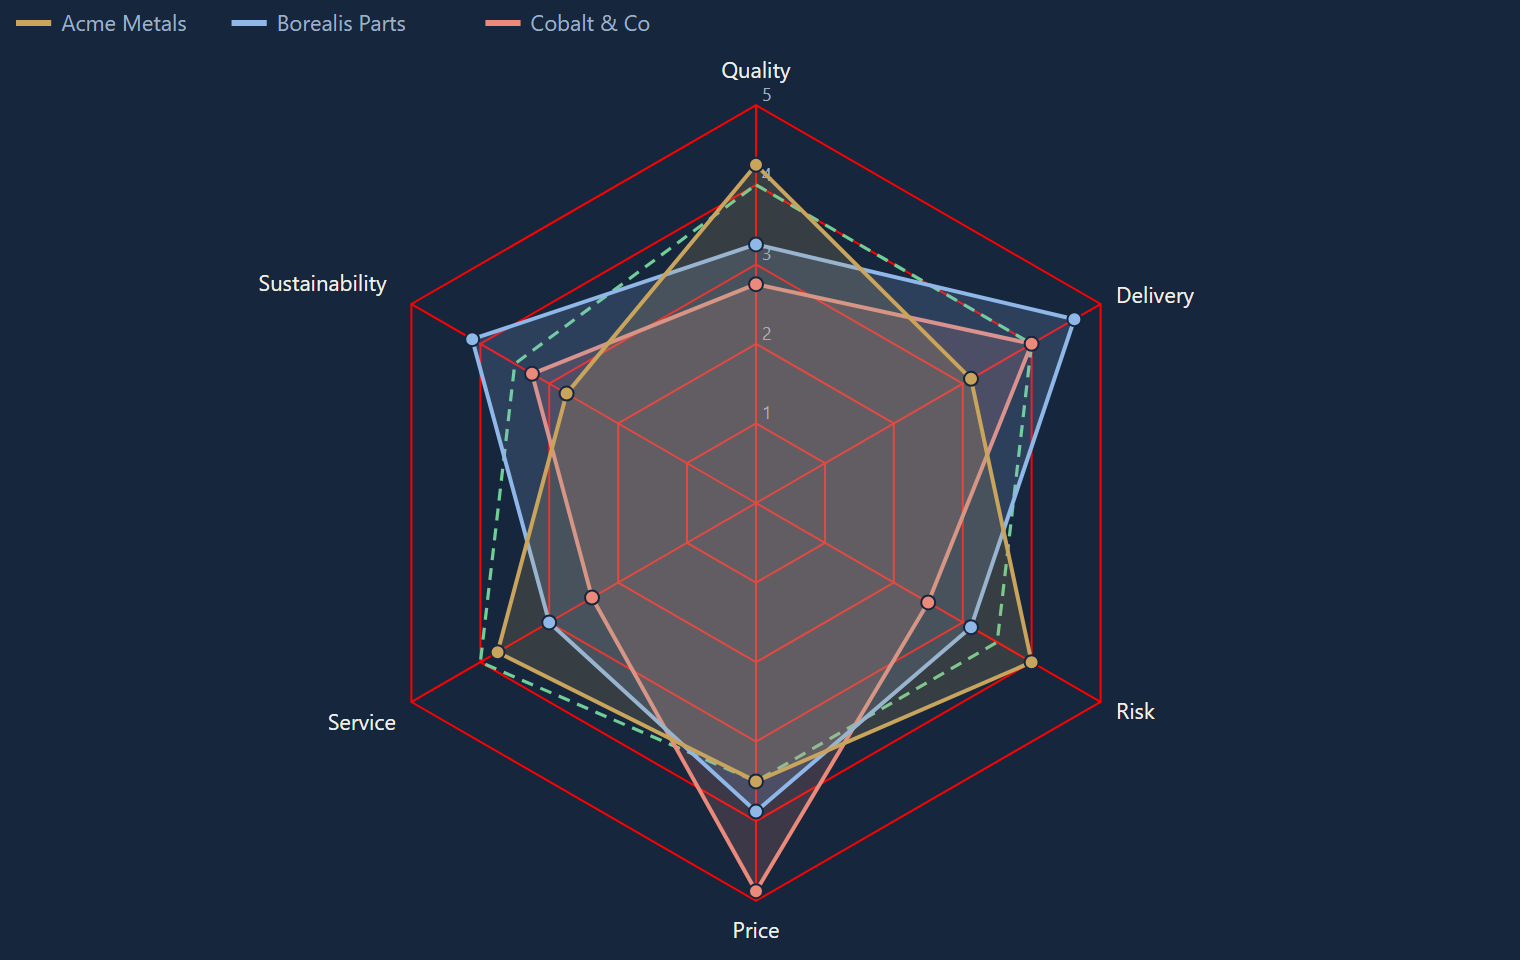 Acme Metals Borealis Parts Cobalt & Co
Quality
5
4
3
2
1
Sustainability
Delivery
Service
Risk
Price